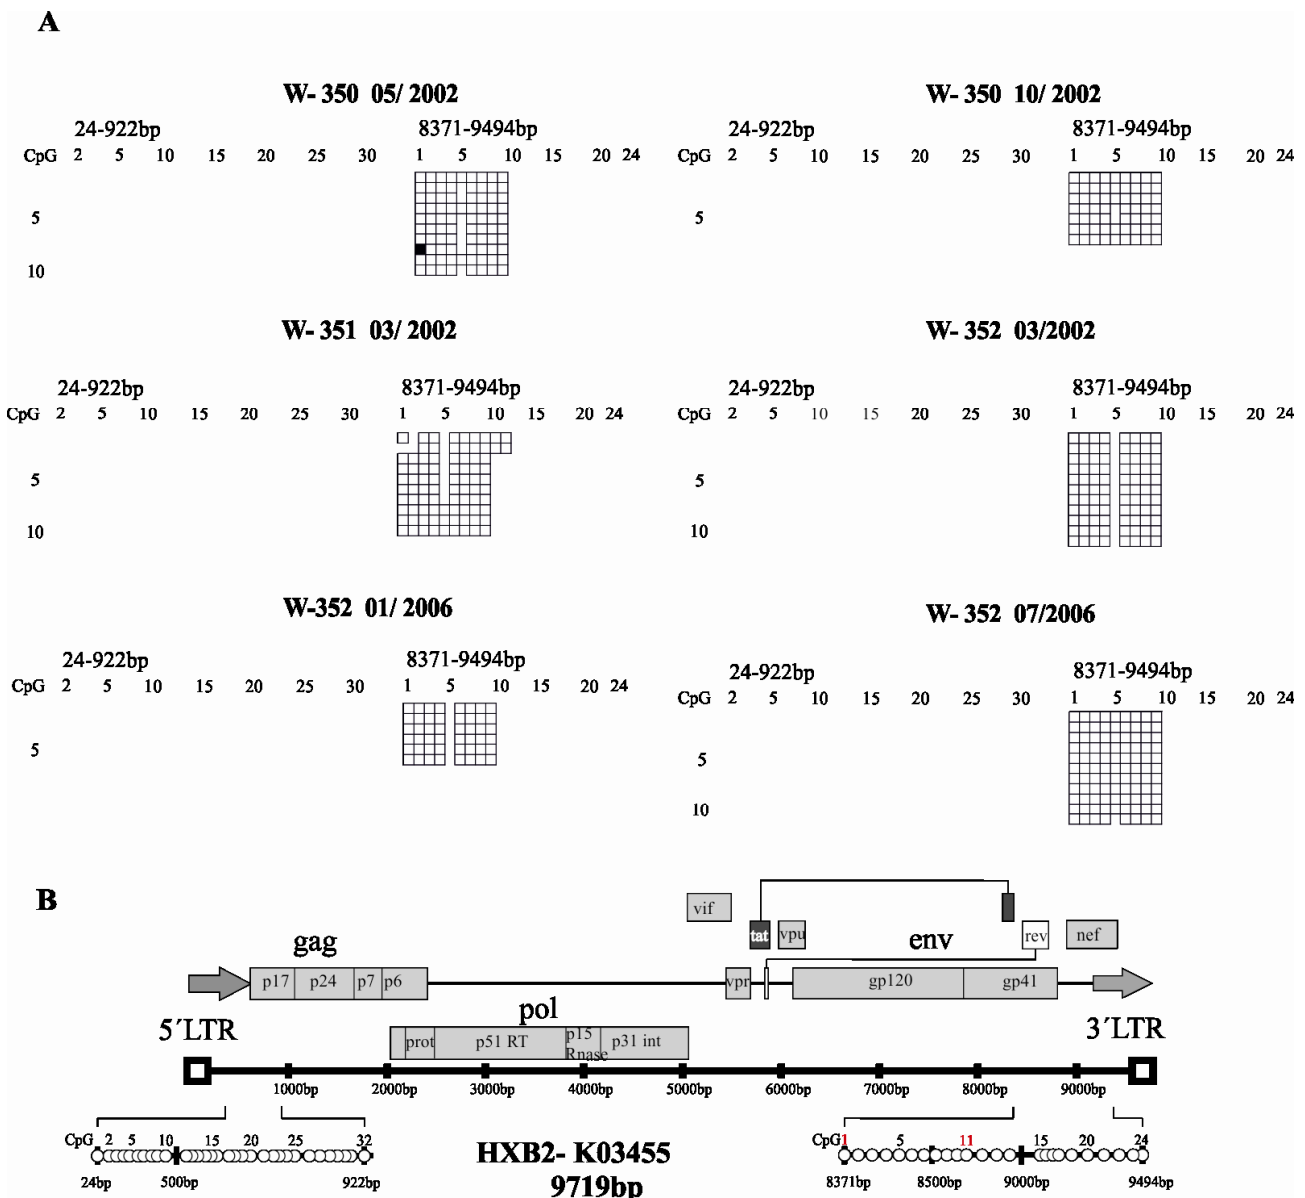 A
W- 350 05/ 2002
24-922bp 8371-9494bp
CpG 2 5 10 15 20 25 30 1 5 10 15 20 24
5
10
W- 350 10/ 2002
24-922bp 8371-9494bp
CpG 2 5 10 15 20 25 30 1 5 10 15 20 24
5
W- 351 03/ 2002
24-922bp 8371-9494bp
CpG 2 5 10 15 20 25 30 1 5 10 15 20 24
5
10
W- 352 03/2002
24-922bp 8371-9494bp
CpG 2 5 10 15 20 25 30 1 5 10 15 20 24
5
10
W-352 01/ 2006
24-922bp 8371-9494bp
CpG 2 5 10 15 20 25 30 1 5 10 15 20 24
5
W- 352 07/2006
24-922bp 8371-9494bp
CpG 2 5 10 15 20 25 30 1 5 10 15 20 24
5
10
B
vif
tat vpu env rev nef
gag
p17 p24 p7 p6 vpr gp120 gp41
pol
5´LTR 3´LTR
prot p51 RT p15 Rnase p31 int
1000bp 2000bp 3000bp 4000bp 5000bp 6000bp 7000bp 8000bp 9000bp
CpG 2 5 10 15 20 25 32
24bp 500bp 922bp
HXB2- K03455
9719bp
CpG1 5 11 15 20 24
8371bp 8500bp 9000bp 9494bp